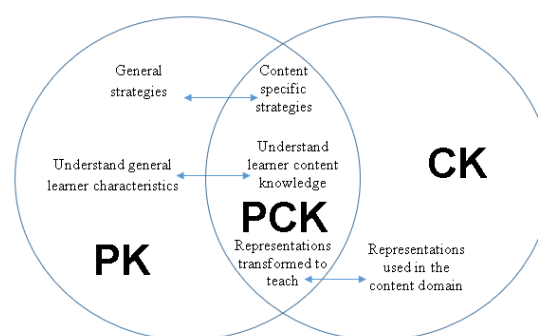 General
strategies
Content
specific
strategies
Understand general
learner characteristics
Understand
learner content
knowledge
CK
PCK
PK
Representations
transformed to
teach
Representations
used in the
content domain